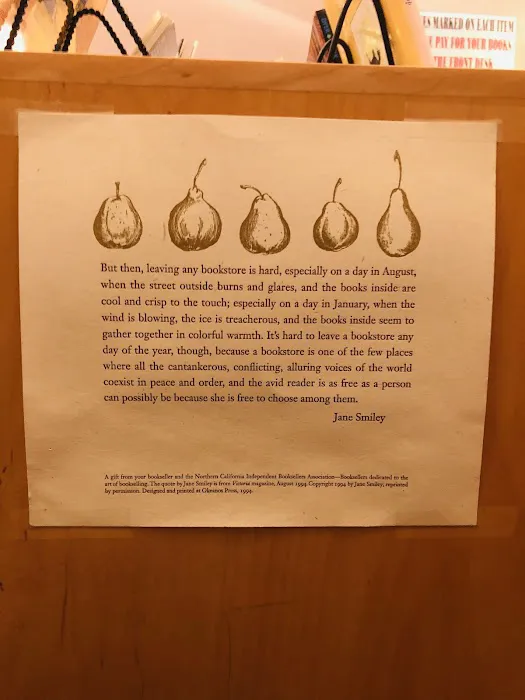 ES MARKED ON EACH ITEM
PAY FOR YOUR BOOKS
THE FRONT DESK
But then, leaving any bookstore is hard, especially on a day in August,
when the street outside burns and glares, and the books inside are
cool and crisp to the touch; especially on a day in January, when the
wind is blowing, the ice is treacherous, and the books inside seem to
gather together in colorful warmth. It's hard to leave a bookstore any
day of the year, though, because a bookstore is one of the few places
where all the cantankerous, conflicting, alluring voices of the world
coexist in peace and order, and the avid reader is as free as a person
can possibly be because she is free to choose among them.
Jane Smiley
A gift from your bookseller and the Northern California Independent Booksellers Association—Booksellers dedicated to the
art of bookselling. The quote by Jane Smiley is from Victoria magazine, August 1994. Copyright 1994 by Jane Smiley, reprinted
by permission. Designed and printed at Okeanos Press, 1994.